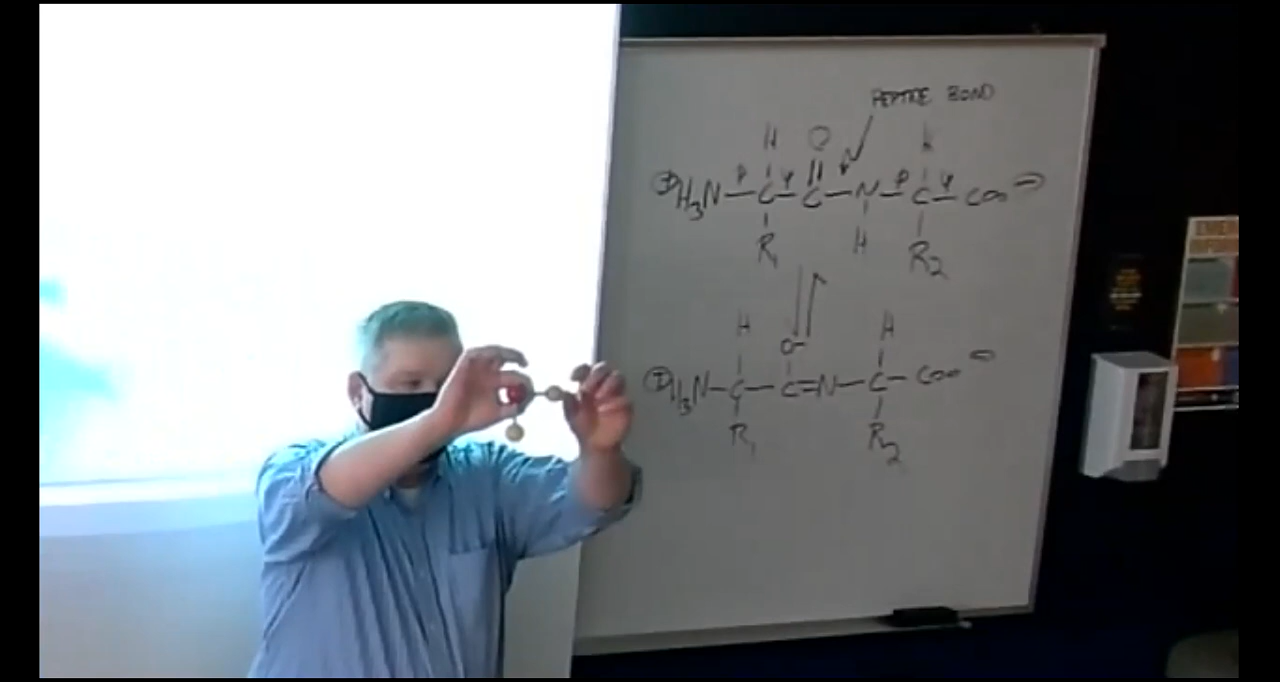 PEPTIDE BOND
H O H
⊕H₃N–C–C–N–C–COO⊖
φ ψ φ ψ
R₁ H R₂
H O- H
⊕H₃N–C–C=N–C–COO⊖
R₁ R₂